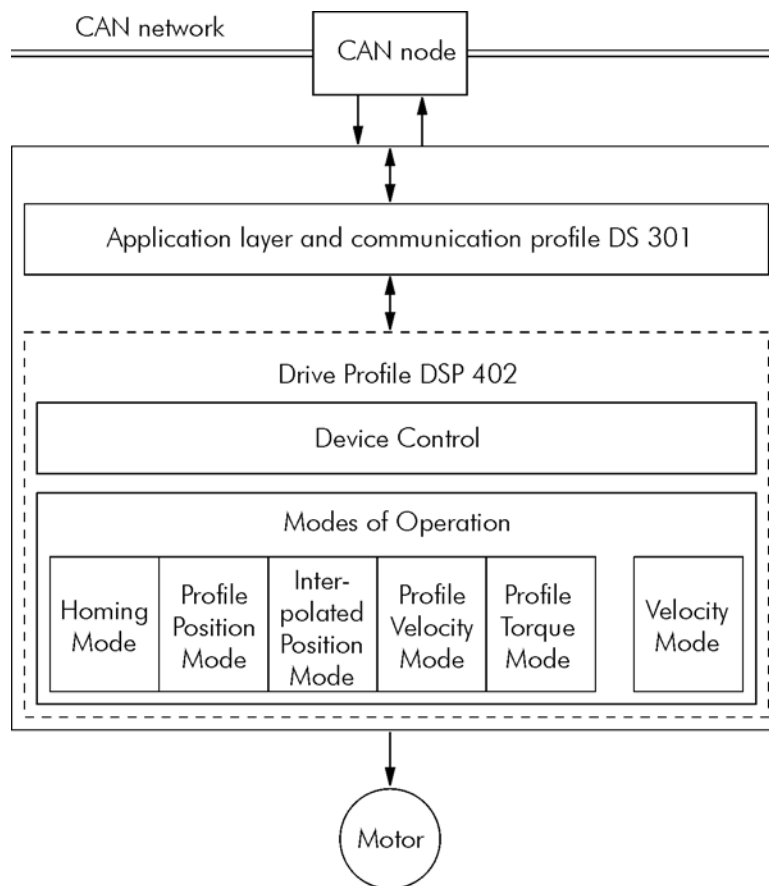 CAN network
CAN node
Application layer and communication profile DS 301
Drive Profile DSP 402
Device Control
Modes of Operation
Homing
Mode
Profile
Position
Mode
Inter-
polated
Position
Mode
Profile
Velocity
Mode
Profile
Torque
Mode
Velocity
Mode
Motor